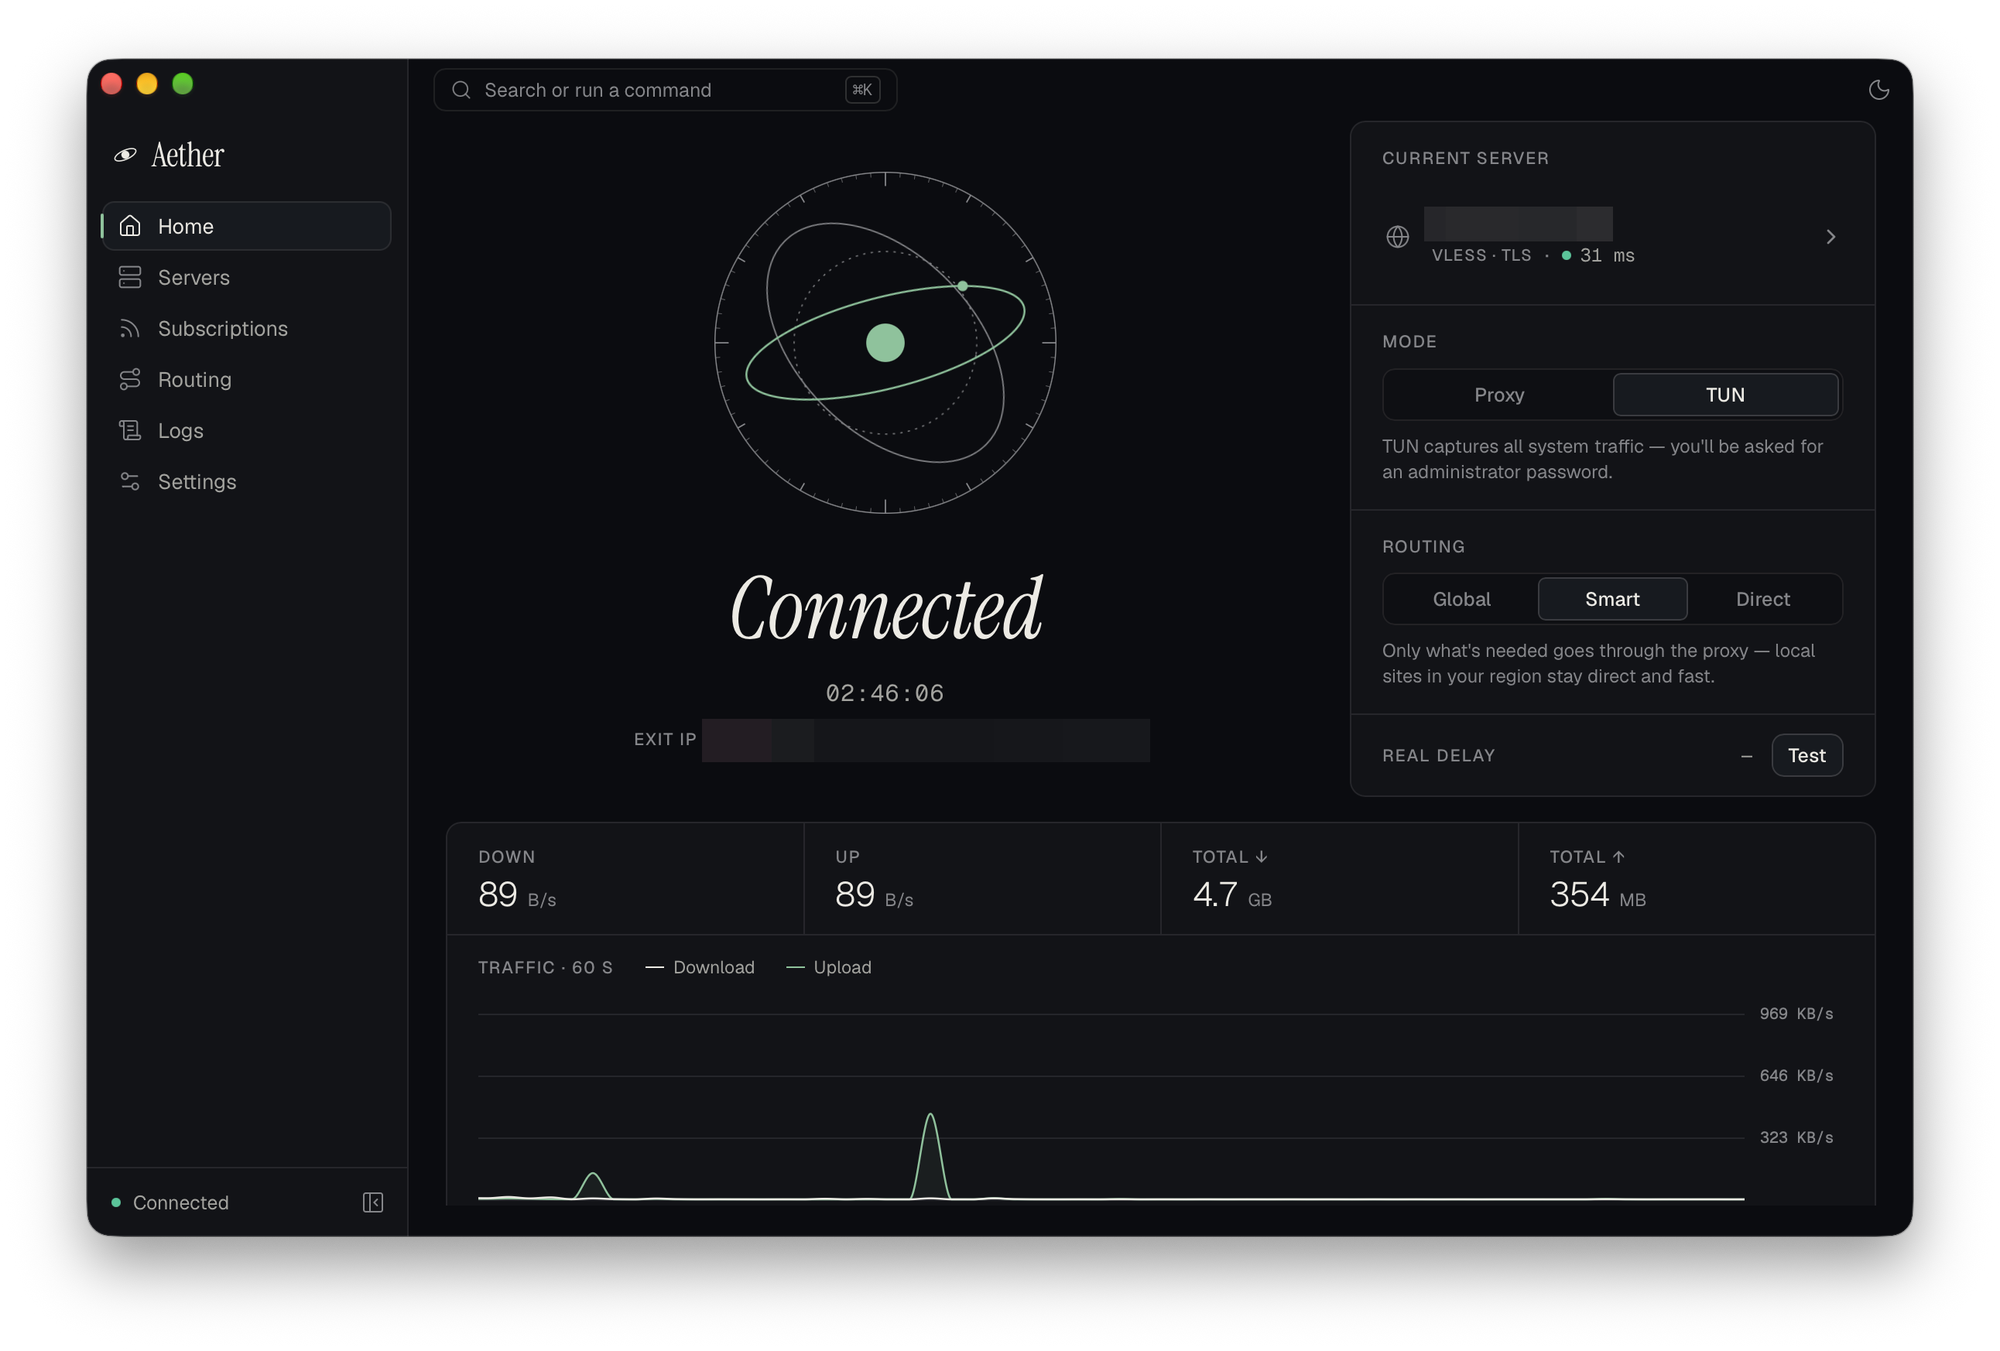 Search or run a command ⌘K
Aether
Home
Servers
Subscriptions
Routing
Logs
Settings
Connected
Connected
02:46:06
EXIT IP
CURRENT SERVER
VLESS · TLS · 31 ms
MODE
Proxy TUN
TUN captures all system traffic — you'll be asked for
an administrator password.
ROUTING
Global Smart Direct
Only what's needed goes through the proxy — local
sites in your region stay direct and fast.
REAL DELAY – Test
DOWN
89 B/s
UP
89 B/s
TOTAL ↓
4.7 GB
TOTAL ↑
354 MB
TRAFFIC · 60 S Download Upload
969 KB/s
646 KB/s
323 KB/s